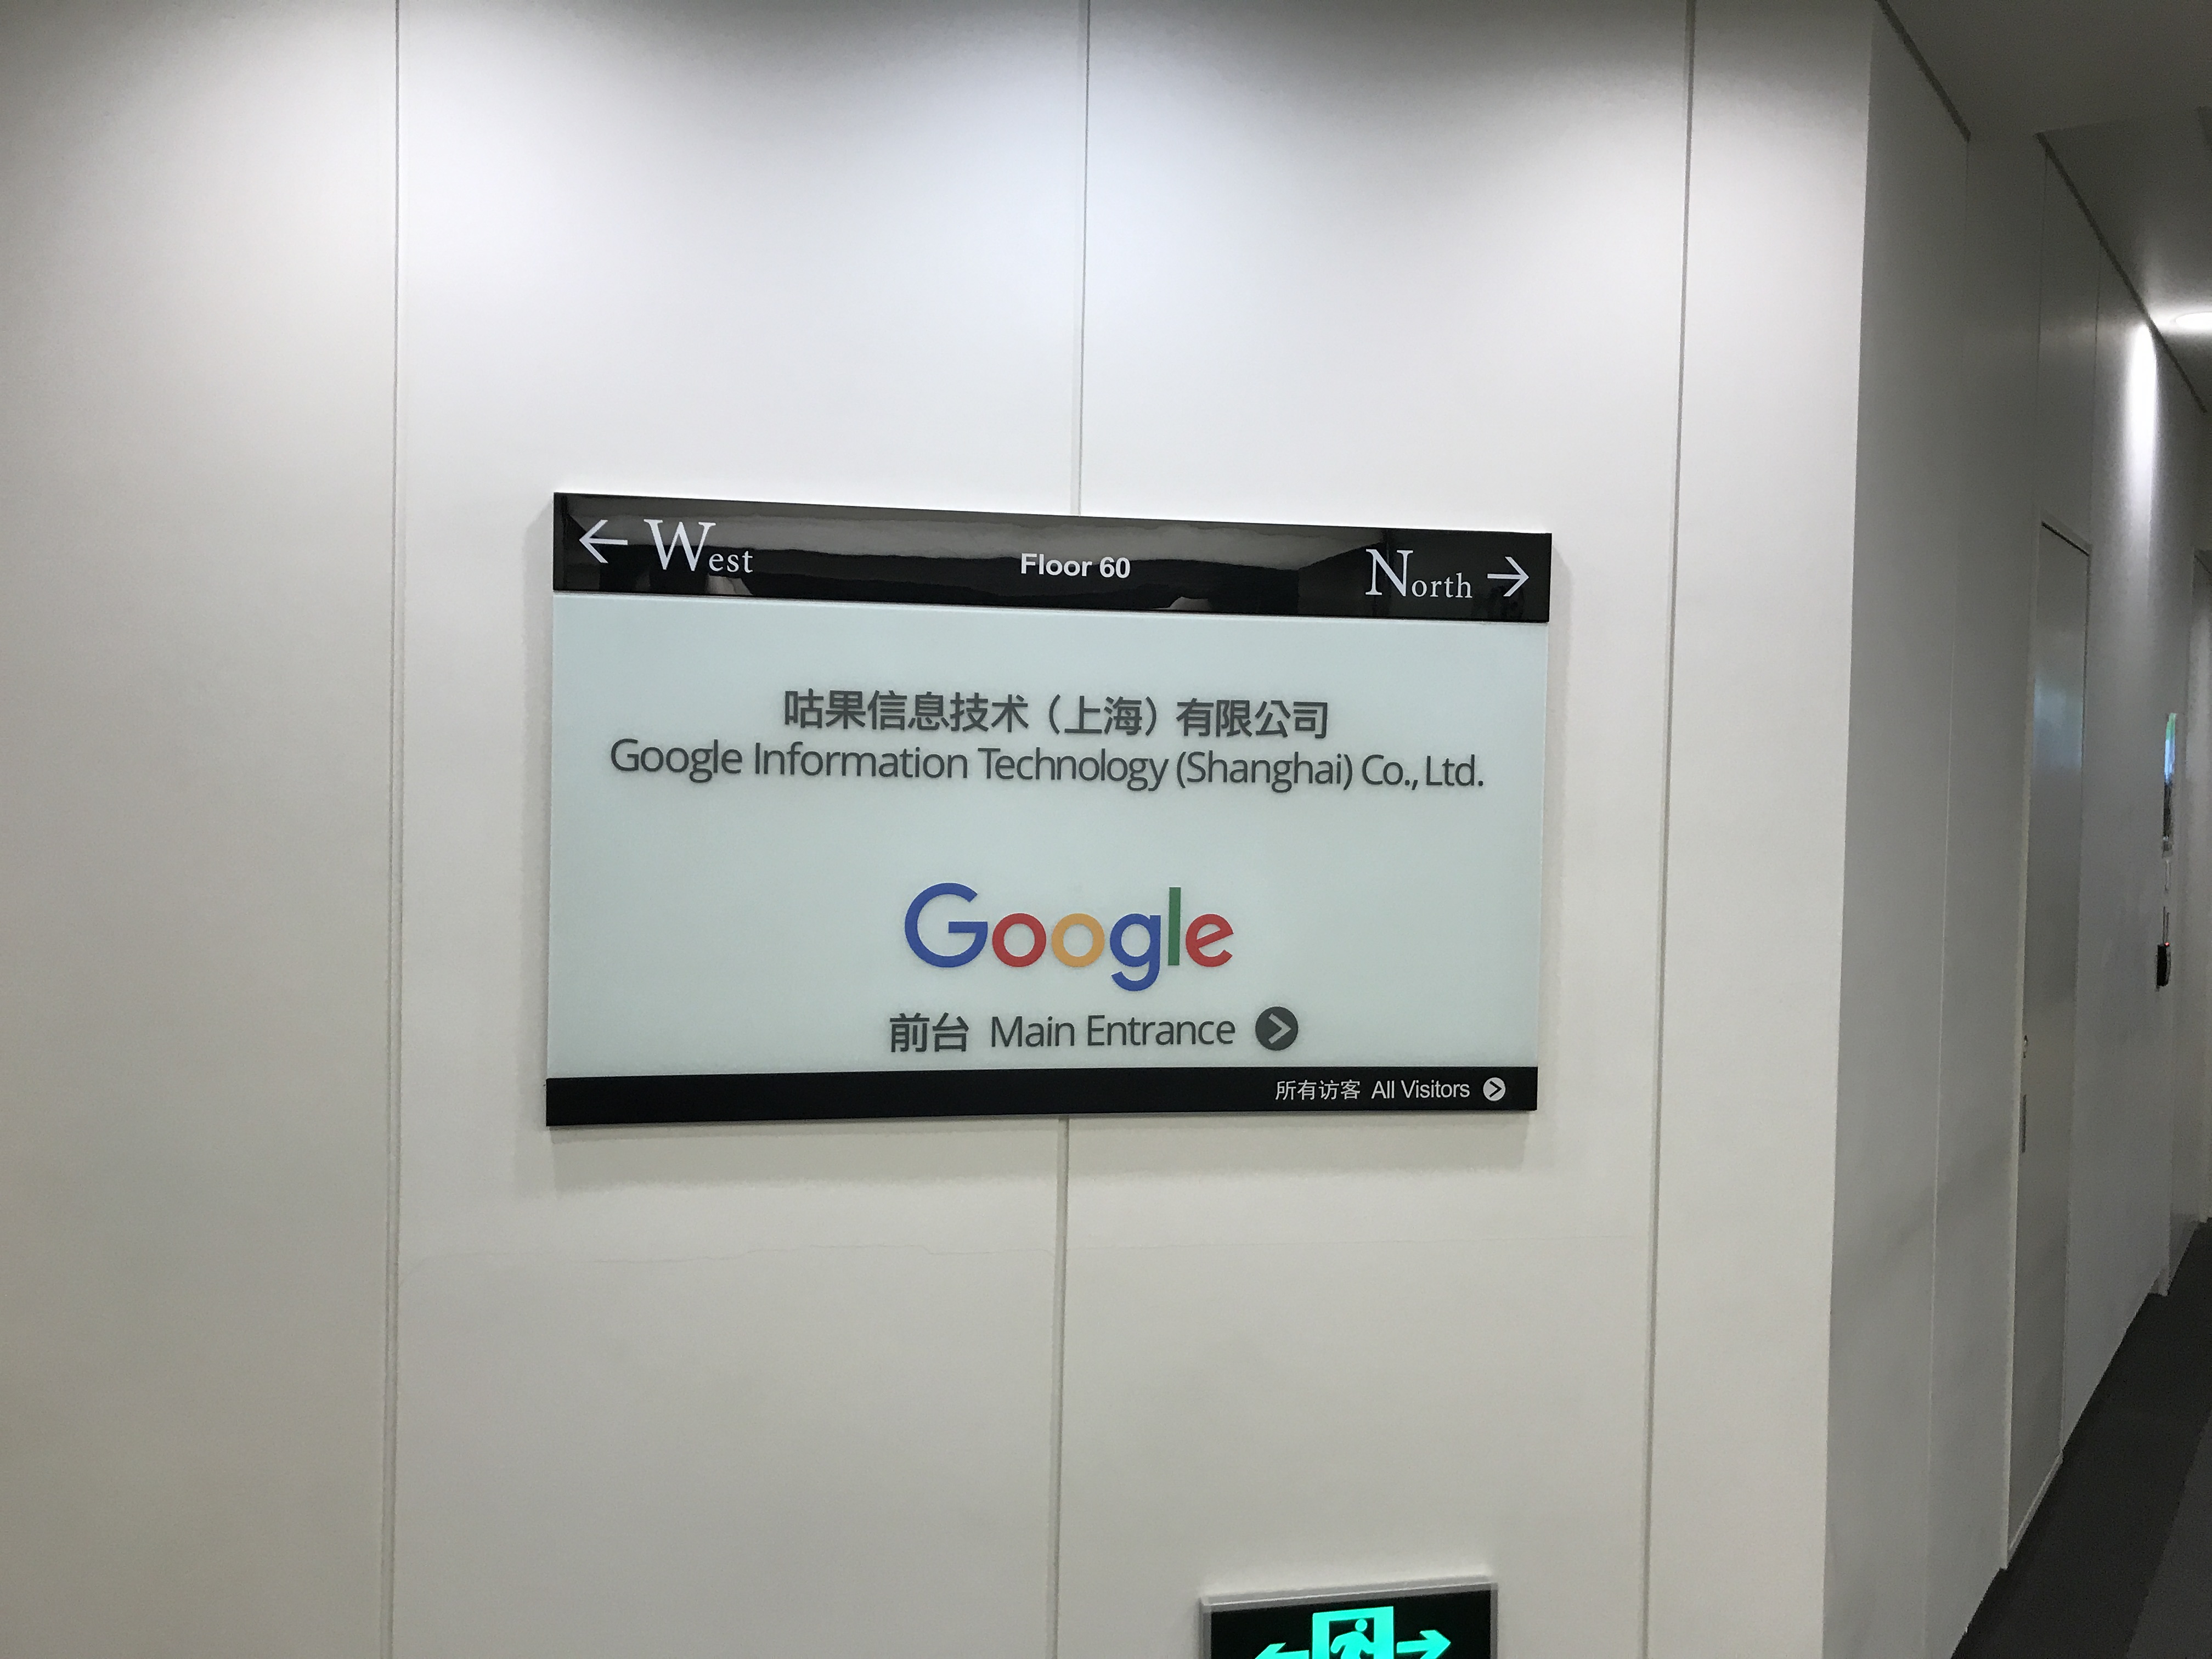 ← West Floor 60 North →
咕果信息技术（上海）有限公司
Google Information Technology (Shanghai) Co., Ltd.
Google
前台 Main Entrance
所有访客 All Visitors